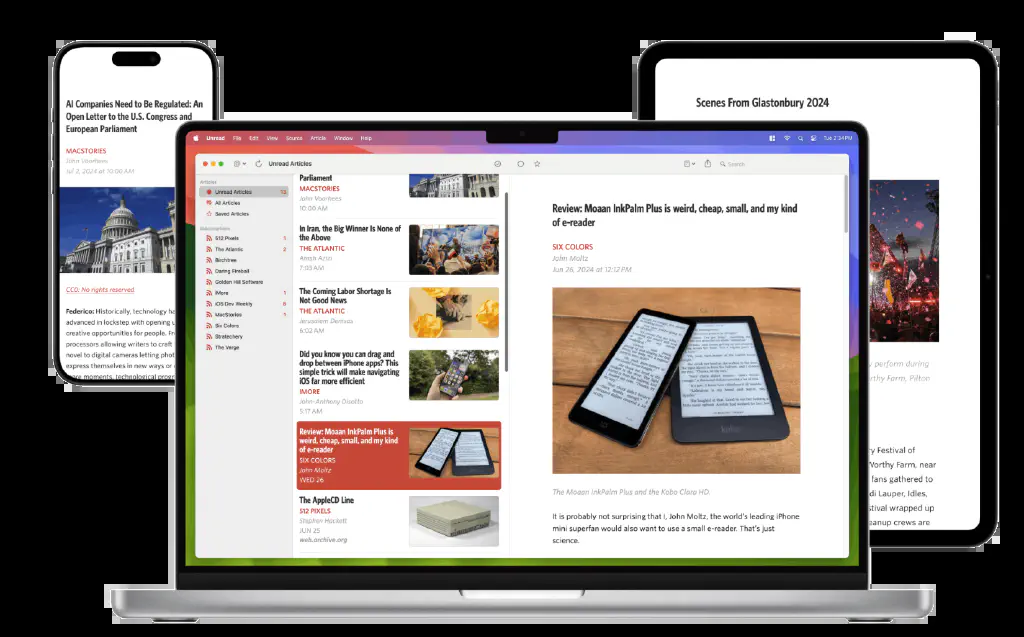 AI Companies Need to Be Regulated: An
Open Letter to the U.S. Congress and
European Parliament
MACSTORIES
John Voorhees
Jul 3, 2024 at 10:00 AM
CCO: No rights reserved.
Federico: Historically, technology ha
advanced in lockstep with opening u
creative opportunities for people. Fr
processors allowing writers to craft
novel to digital cameras letting phot
express themselves in new ways or
more moments, technological prog
Unread File Edit View Source Article Window Help
Tue 2:34 PM
Unread Articles
Search
Articles
Unread Articles 13
All Articles
Saved Articles
Subscriptions
512 Pixels 1
The Atlantic 2
Birchtree
Daring Fireball
Golden Hill Software
iMore 1
iOS Dev Weekly 6
MacStories 1
Six Colors
Stratechery
The Verge
Parliament
MACSTORIES
John Voorhees
10:00 AM
In Iran, the Big Winner Is None of
the Above
THE ATLANTIC
Arash Azizi
7:03 AM
The Coming Labor Shortage Is
Not Good News
THE ATLANTIC
Jerusalem Demsas
6:02 AM
Did you know you can drag and
drop between iPhone apps? This
simple trick will make navigating
iOS far more efficient
IMORE
John-Anthony Disotto
5:17 AM
Review: Moaan InkPalm Plus is
weird, cheap, small, and my kind
of e-reader
SIX COLORS
John Moltz
WED 26
The AppleCD Line
512 PIXELS
Stephen Hackett
JUN 25
web.archive.org
Review: Moaan InkPalm Plus is weird, cheap, small, and my kind
of e-reader
SIX COLORS
John Moltz
Jun 26, 2024 at 12:12 PM
kobo
The Moaan InkPalm Plus and the Kobo Clara HD.
It is probably not surprising that I, John Moltz, the world's leading iPhone
mini superfan would also want to use a small e-reader. That's just
science.
Scenes From Glastonbury 2024
y perform during
orthy Farm, Pilton
ry Festival of
Worthy Farm, near
fans gathered to
di Lauper, Idles,
stival wrapped up
eanup crews are